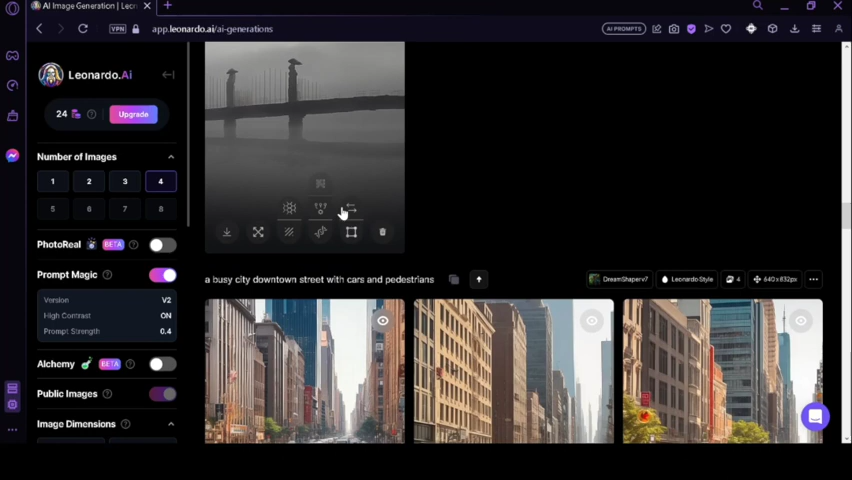 AI Image Generation | Leon
VPN
app.leonardo.ai/ai-generations
AI PROMPTS
Leonardo.Ai
24
Upgrade
Number of Images
1 2 3 4
5 6 7 8
PhotoReal BETA
Prompt Magic
Version V2
High Contrast ON
Prompt Strength 0.4
Alchemy BETA
Public Images
Image Dimensions
a busy city downtown street with cars and pedestrians
DreamShaper v7
Leonardo Style
4
640 x 832px